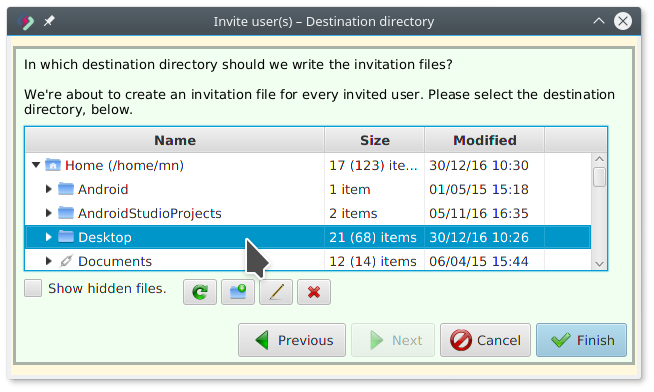 Invite user(s) – Destination directory
In which destination directory should we write the invitation files?
We're about to create an invitation file for every invited user. Please select the destination
directory, below.
Name Size Modified
Home (/home/mn) 17 (123) ite... 30/12/16 10:30
Android 1 item 01/05/15 15:18
AndroidStudioProjects 2 items 05/11/16 16:35
Desktop 21 (68) items 30/12/16 10:26
Documents 12 (14) items 06/04/15 15:44
Show hidden files.
Previous Next Cancel Finish